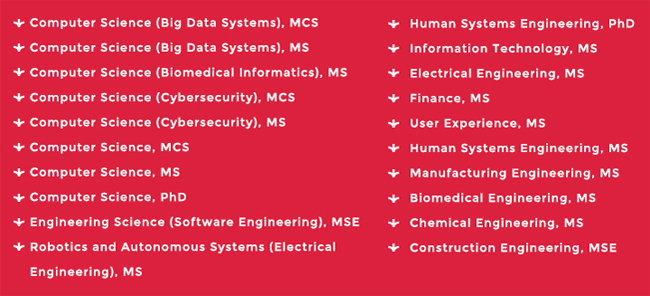 Computer Science (Big Data Systems), MCS
Computer Science (Big Data Systems), MS
Computer Science (Biomedical Informatics), MS
Computer Science (Cybersecurity), MCS
Computer Science (Cybersecurity), MS
Computer Science, MCS
Computer Science, MS
Computer Science, PhD
Engineering Science (Software Engineering), MSE
Robotics and Autonomous Systems (Electrical
Engineering), MS
Human Systems Engineering, PhD
Information Technology, MS
Electrical Engineering, MS
Finance, MS
User Experience, MS
Human Systems Engineering, MS
Manufacturing Engineering, MS
Biomedical Engineering, MS
Chemical Engineering, MS
Construction Engineering, MSE